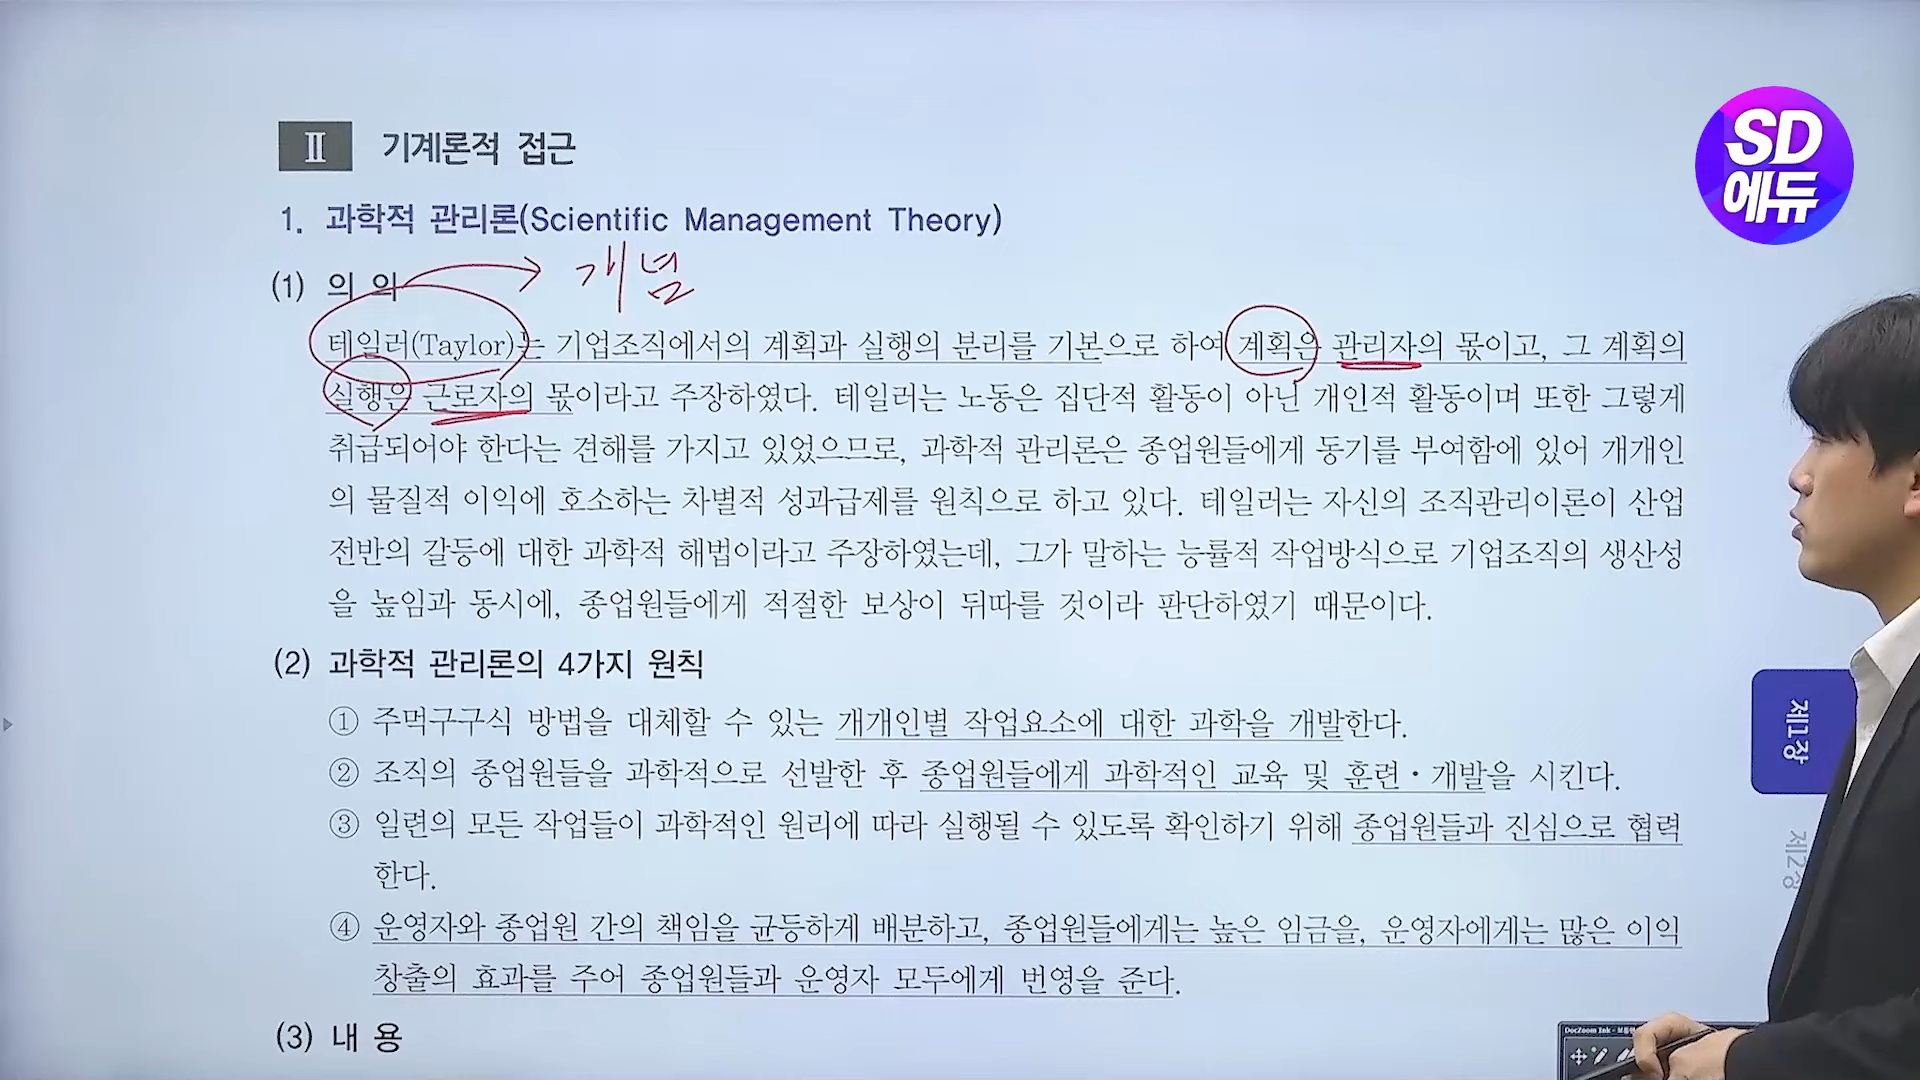 SD
에듀
Ⅱ 기계론적 접근
1. 과학적 관리론(Scientific Management Theory)
(1) 의 의 개념
테일러(Taylor)는 기업조직에서의 계획과 실행의 분리를 기본으로 하여 계획은 관리자의 몫이고, 그 계획의
실행은 근로자의 몫이라고 주장하였다. 테일러는 노동은 집단적 활동이 아닌 개인적 활동이며 또한 그렇게
취급되어야 한다는 견해를 가지고 있었으므로, 과학적 관리론은 종업원들에게 동기를 부여함에 있어 개개인
의 물질적 이익에 호소하는 차별적 성과급제를 원칙으로 하고 있다. 테일러는 자신의 조직관리이론이 산업
전반의 갈등에 대한 과학적 해법이라고 주장하였는데, 그가 말하는 능률적 작업방식으로 기업조직의 생산성
을 높임과 동시에, 종업원들에게 적절한 보상이 뒤따를 것이라 판단하였기 때문이다.
(2) 과학적 관리론의 4가지 원칙
① 주먹구구식 방법을 대체할 수 있는 개개인별 작업요소에 대한 과학을 개발한다.
② 조직의 종업원들을 과학적으로 선발한 후 종업원들에게 과학적인 교육 및 훈련·개발을 시킨다.
③ 일련의 모든 작업들이 과학적인 원리에 따라 실행될 수 있도록 확인하기 위해 종업원들과 진심으로 협력
한다.
④ 운영자와 종업원 간의 책임을 균등하게 배분하고, 종업원들에게는 높은 임금을, 운영자에게는 많은 이익
창출의 효과를 주어 종업원들과 운영자 모두에게 번영을 준다.
(3) 내 용
제1장
제2장
DocZoom Ink